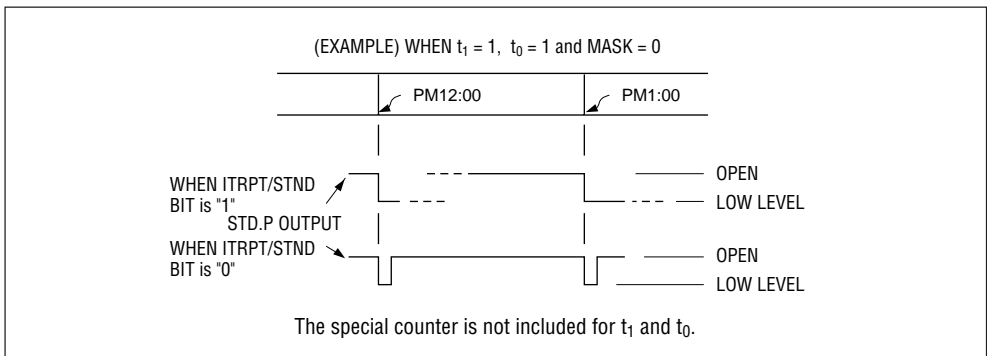 (EXAMPLE) WHEN t₁ = 1, t₀ = 1 and MASK = 0
PM12:00
PM1:00
WHEN ITRPT/STND
BIT is "1"
OPEN
LOW LEVEL
STD.P OUTPUT
WHEN ITRPT/STND
BIT is "0"
OPEN
LOW LEVEL
The special counter is not included for t₁ and t₀.